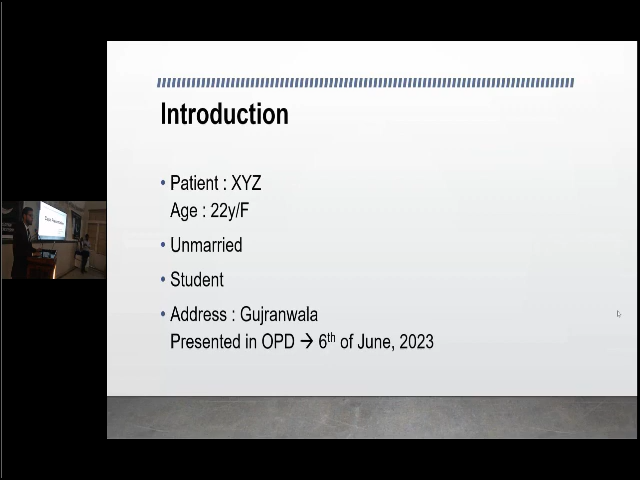 Introduction
• Patient : XYZ
Age : 22y/F
• Unmarried
• Student
• Address : Gujranwala
Presented in OPD → 6th of June, 2023